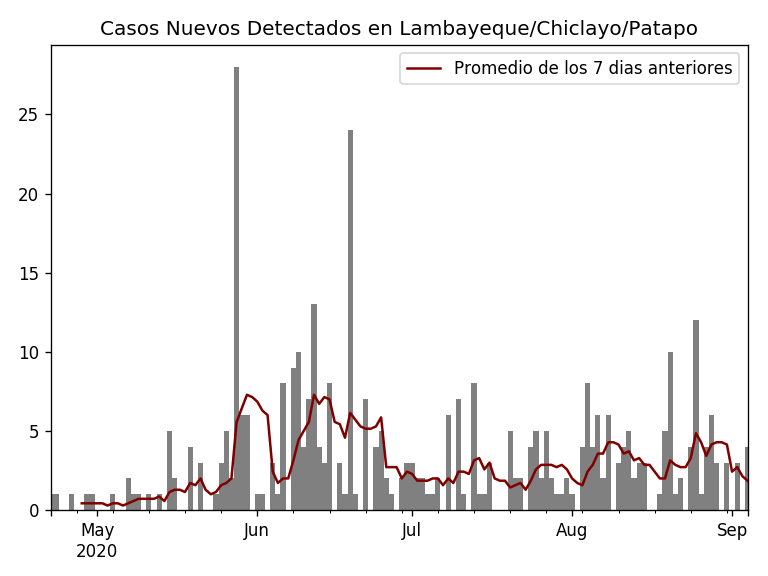 Casos Nuevos Detectados en Lambayeque/Chiclayo/Patapo
Promedio de los 7 dias anteriores
25
20
15
10
5
0
May Jun Jul Aug Sep
2020